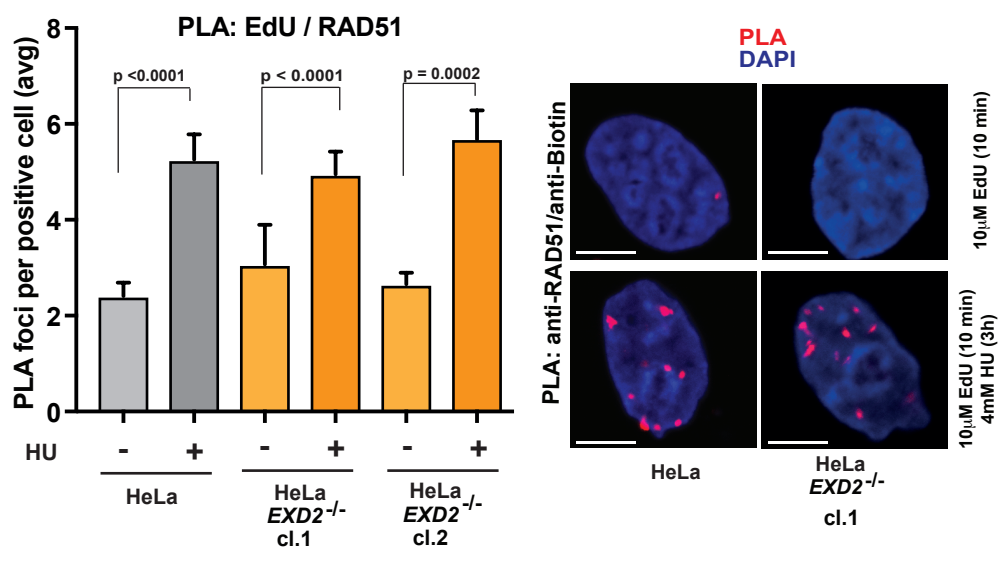 PLA: EdU / RAD51
PLA foci per positive cell (avg)
8
6
4
2
0
p <0.0001
p < 0.0001
p = 0.0002
HU
- + - + - +
HeLa
HeLa
EXD2-/-
cl.1
HeLa
EXD2-/-
cl.2
PLA
DAPI
PLA: anti-RAD51/anti-Biotin
10µM EdU (10 min)
10µM EdU (10 min)
4mM HU (3h)
HeLa
HeLa
EXD2-/-
cl.1